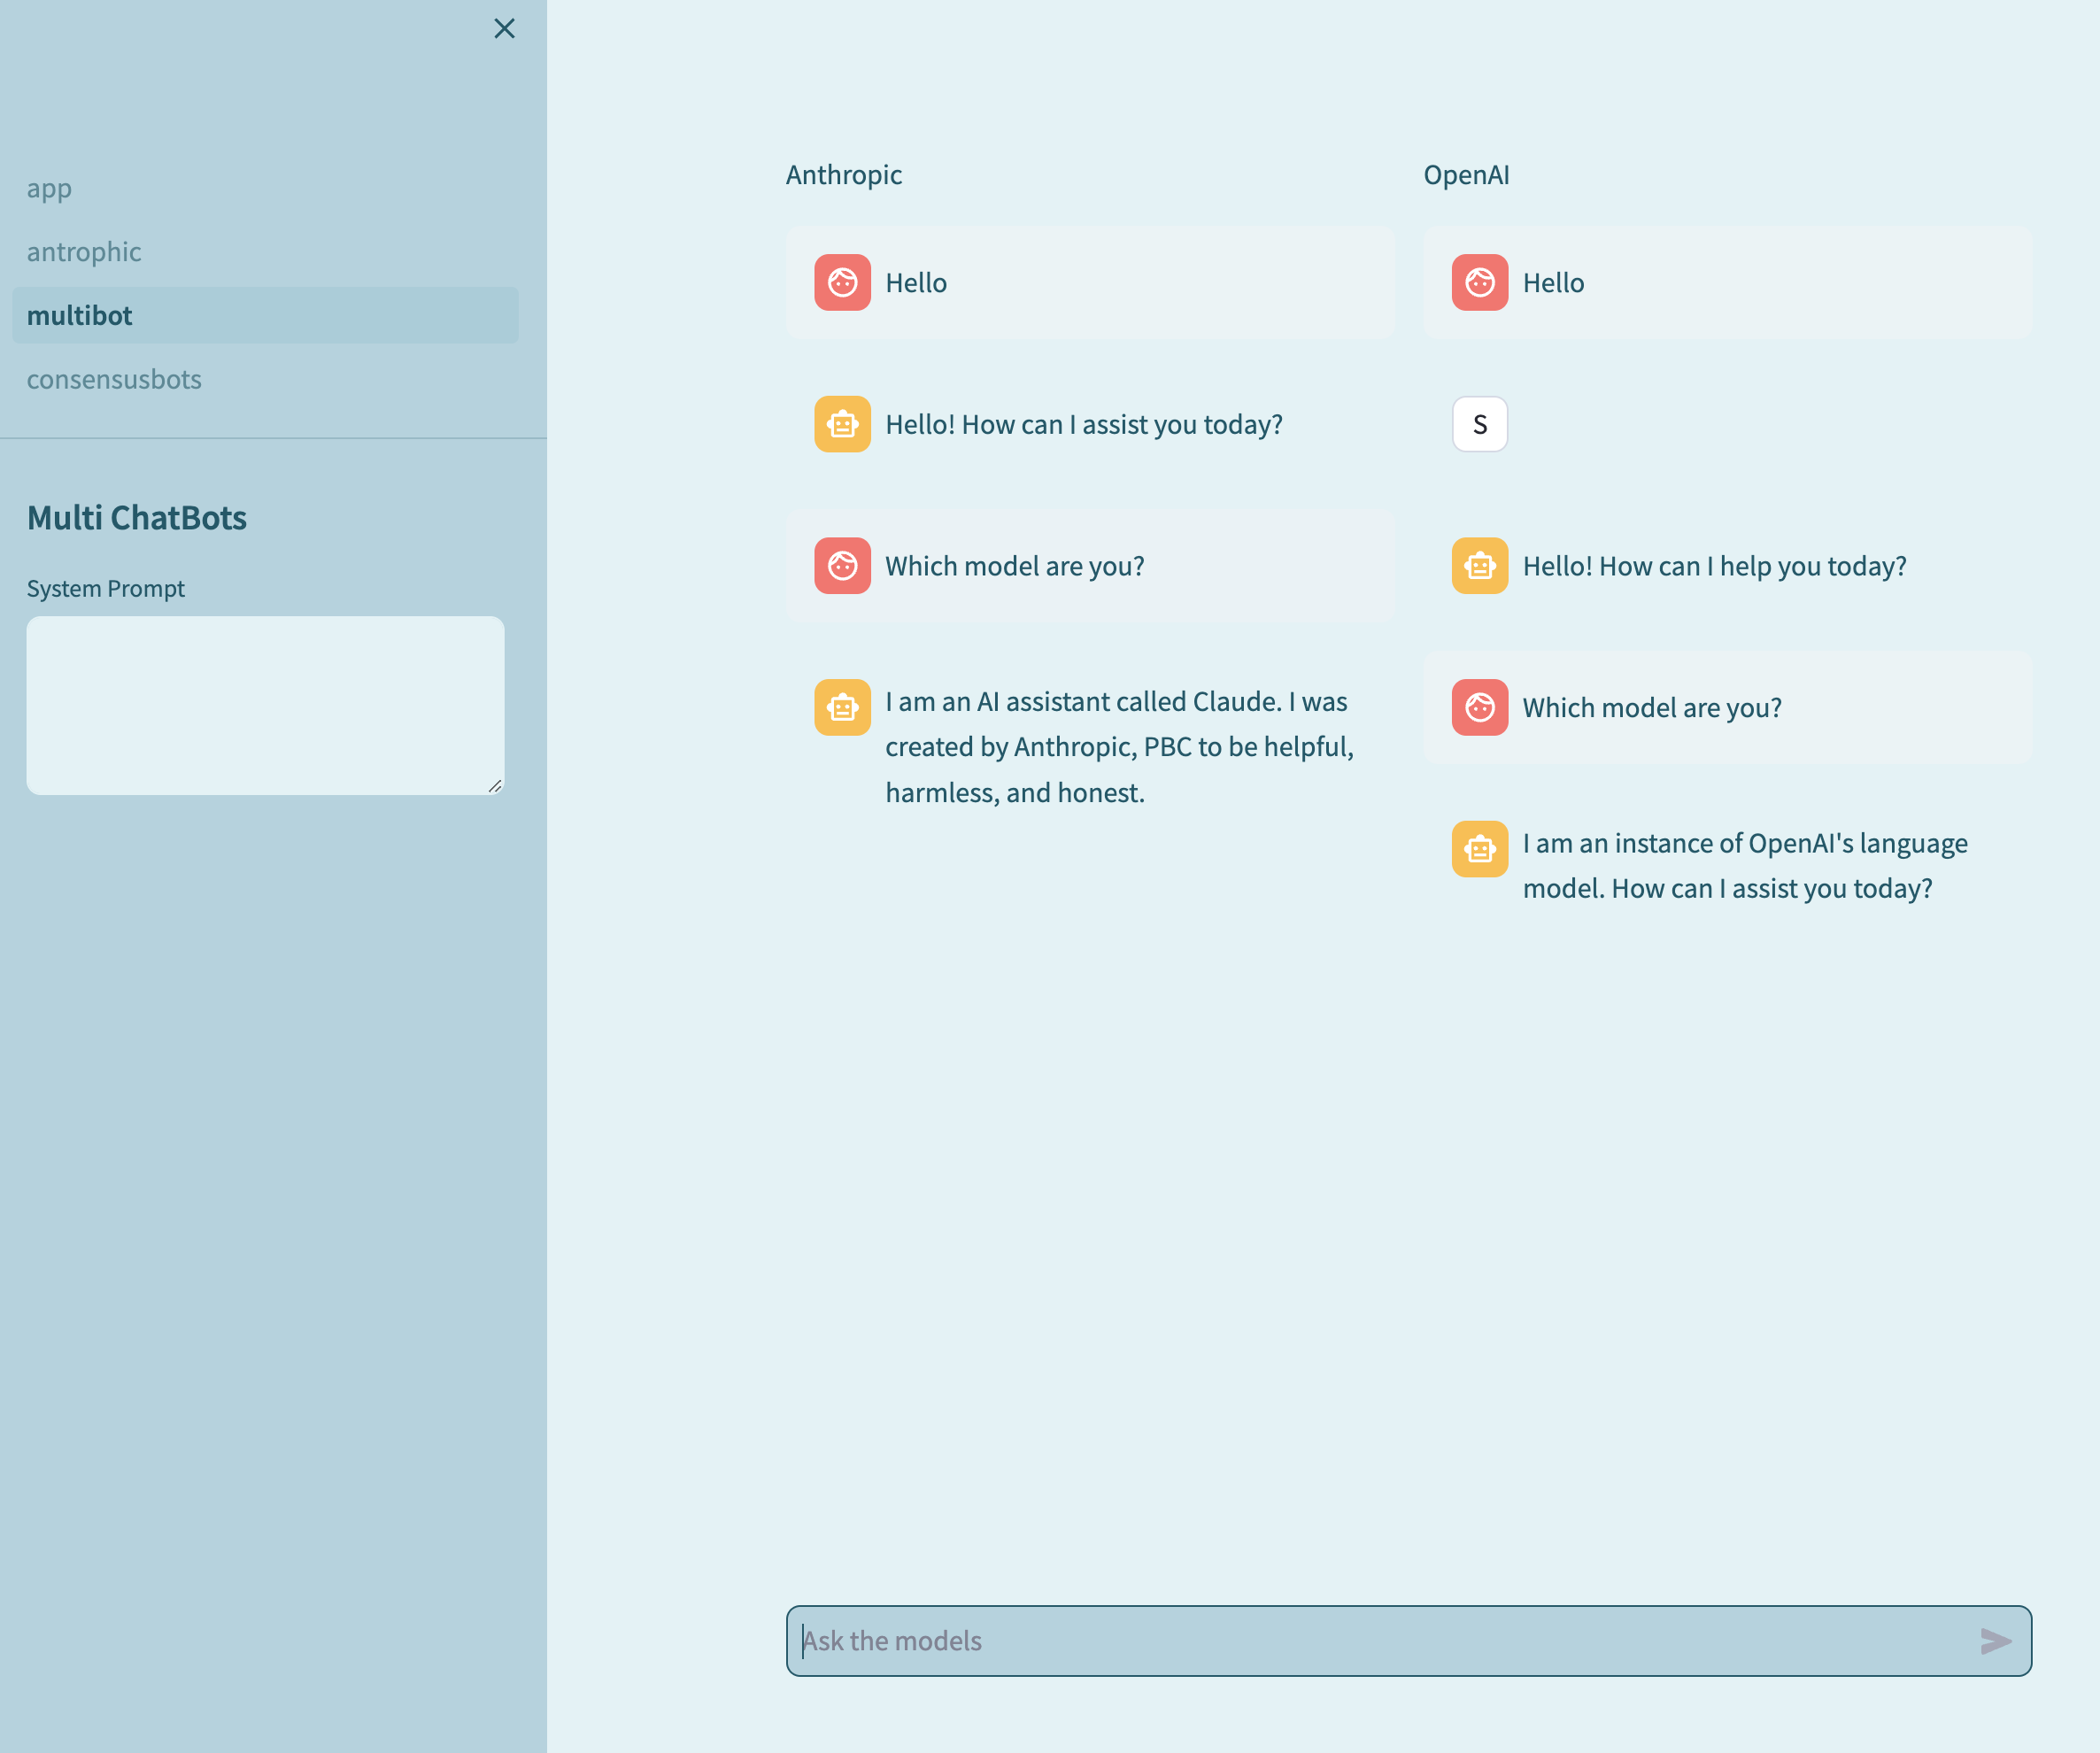 app
antrophic
multibot
consensusbots
Multi ChatBots
System Prompt
Anthropic
Hello
Hello! How can I assist you today?
Which model are you?
I am an AI assistant called Claude. I was
created by Anthropic, PBC to be helpful,
harmless, and honest.
OpenAI
Hello
S
Hello! How can I help you today?
Which model are you?
I am an instance of OpenAI's language
model. How can I assist you today?
Ask the models